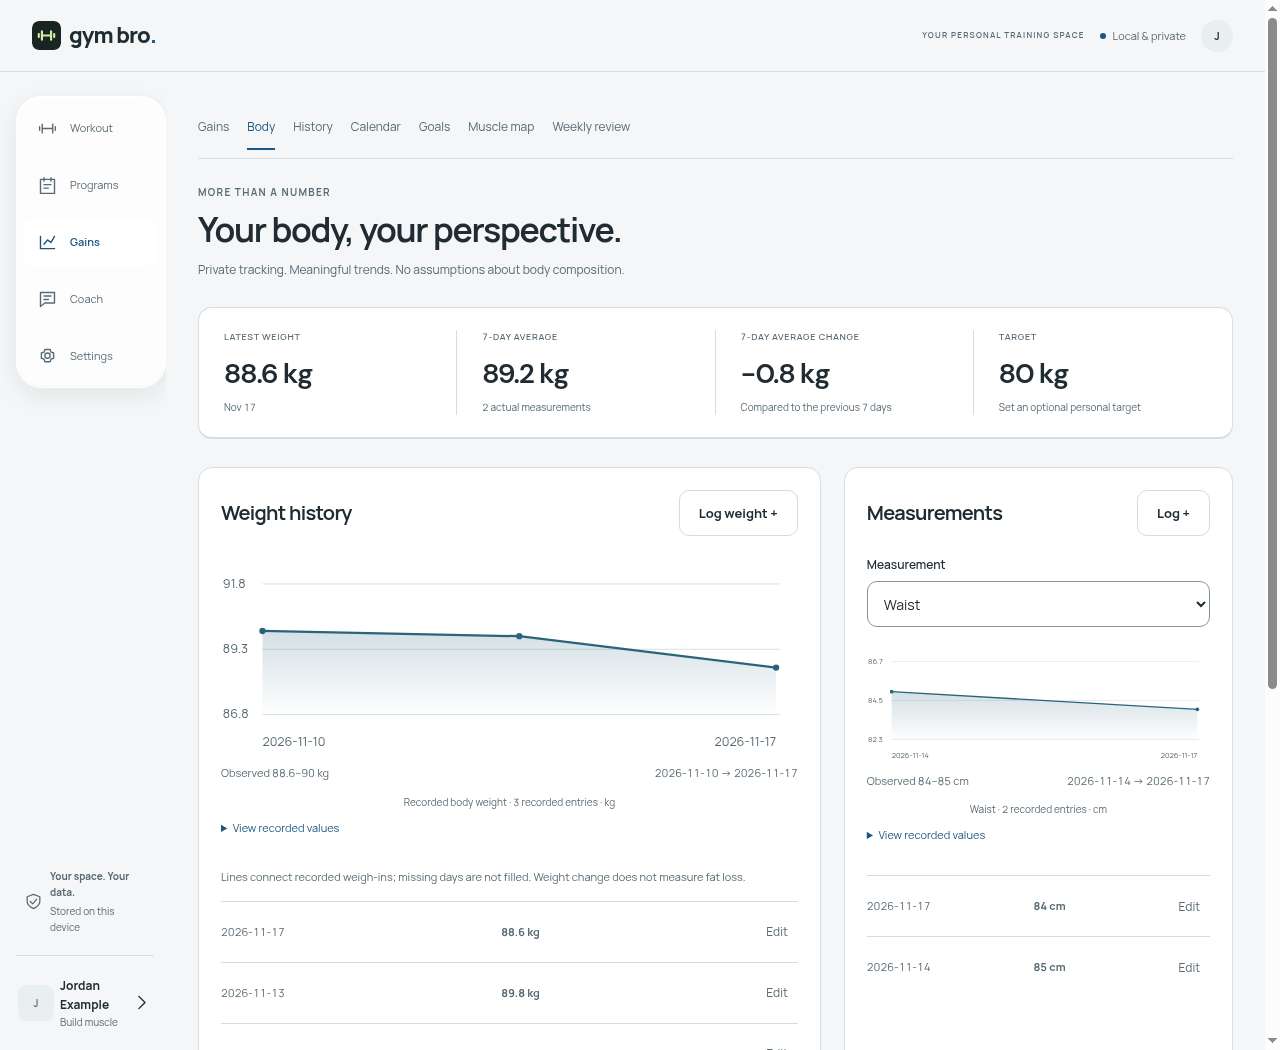 gym bro.
YOUR PERSONAL TRAINING SPACE
Local & private
J
Workout
Programs
Gains
Coach
Settings
Gains
Body
History
Calendar
Goals
Muscle map
Weekly review
MORE THAN A NUMBER
Your body, your perspective.
Private tracking. Meaningful trends. No assumptions about body composition.
LATEST WEIGHT
88.6 kg
Nov 17
7-DAY AVERAGE
89.2 kg
2 actual measurements
7-DAY AVERAGE CHANGE
−0.8 kg
Compared to the previous 7 days
TARGET
80 kg
Set an optional personal target
Weight history
Log weight +
91.8
89.3
86.8
2026-11-10
2026-11-17
Observed 88.6–90 kg
2026-11-10 → 2026-11-17
Recorded body weight · 3 recorded entries · kg
View recorded values
Lines connect recorded weigh-ins; missing days are not filled. Weight change does not measure fat loss.
2026-11-17
88.6 kg
Edit
2026-11-13
89.8 kg
Edit
Measurements
Log +
Measurement
Waist
86.7
84.5
82.3
2026-11-14
2026-11-17
Observed 84–85 cm
2026-11-14 → 2026-11-17
Waist · 2 recorded entries · cm
View recorded values
2026-11-17
84 cm
Edit
2026-11-14
85 cm
Edit
Your space. Your
data.
Stored on this
device
J
Jordan
Example
Build muscle